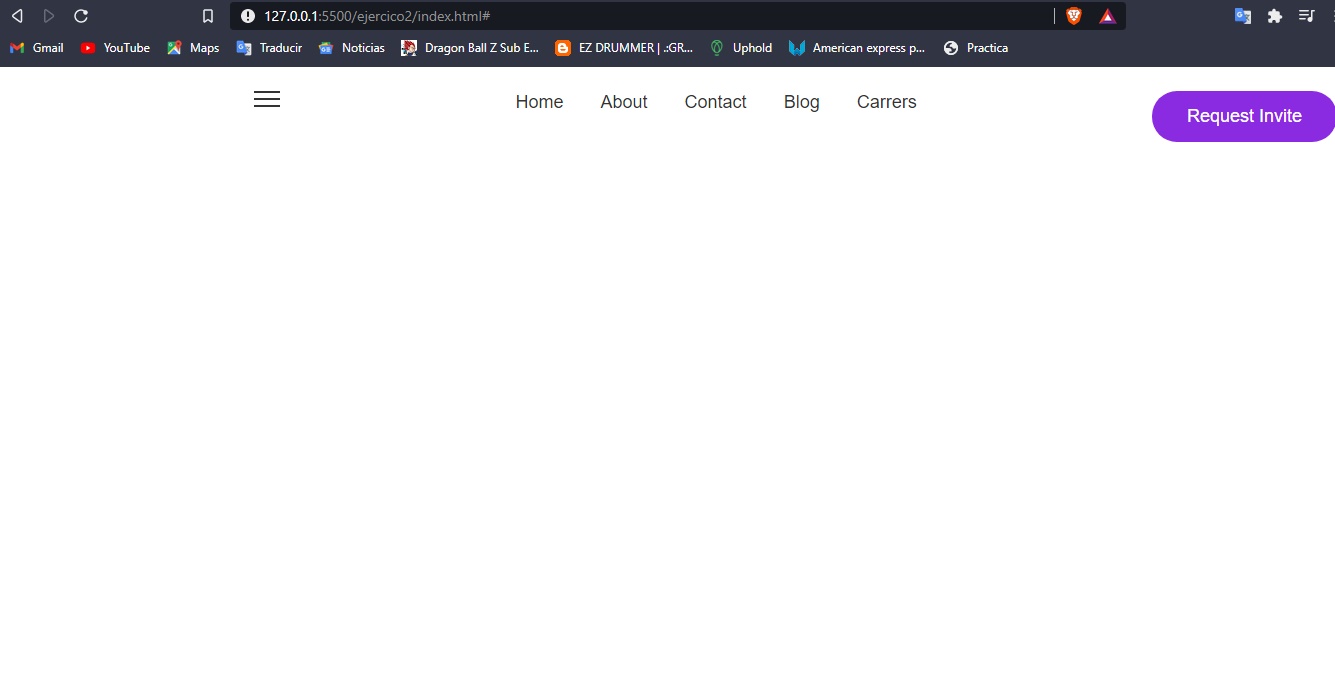 127.0.0.1:5500/ejercico2/index.html#
Gmail YouTube Maps Traducir Noticias Dragon Ball Z Sub E... EZ DRUMMER | .:GR... Uphold American express p... Practica
Home About Contact Blog Carrers Request Invite